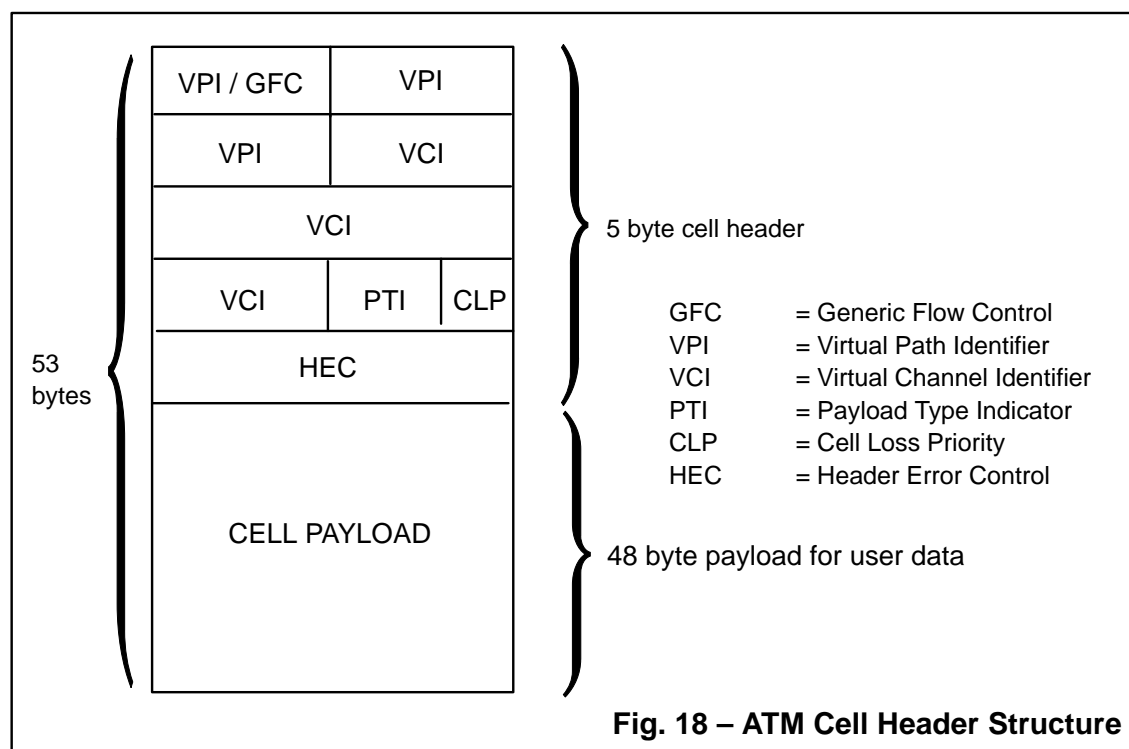 VPI / GFC VPI
VPI VCI
VCI
VCI PTI CLP
HEC
CELL PAYLOAD
53
bytes
5 byte cell header
GFC = Generic Flow Control
VPI = Virtual Path Identifier
VCI = Virtual Channel Identifier
PTI = Payload Type Indicator
CLP = Cell Loss Priority
HEC = Header Error Control
48 byte payload for user data
Fig. 18 – ATM Cell Header Structure